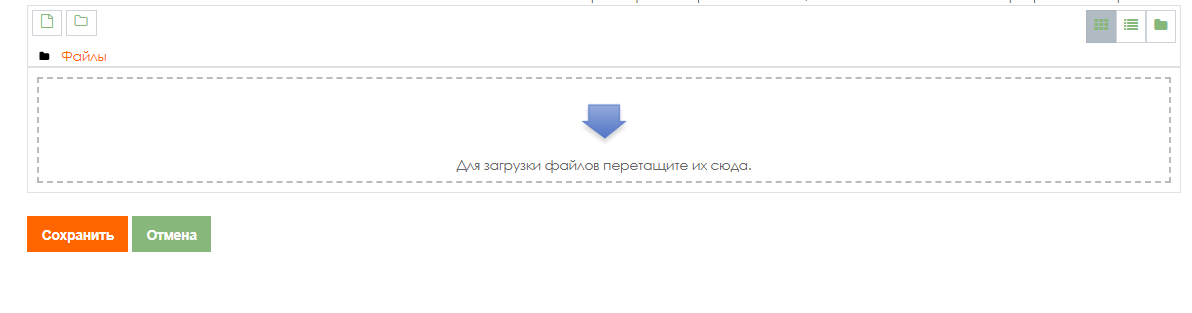 Файлы
Для загрузки файлов перетащите их сюда.
Сохранить Отмена